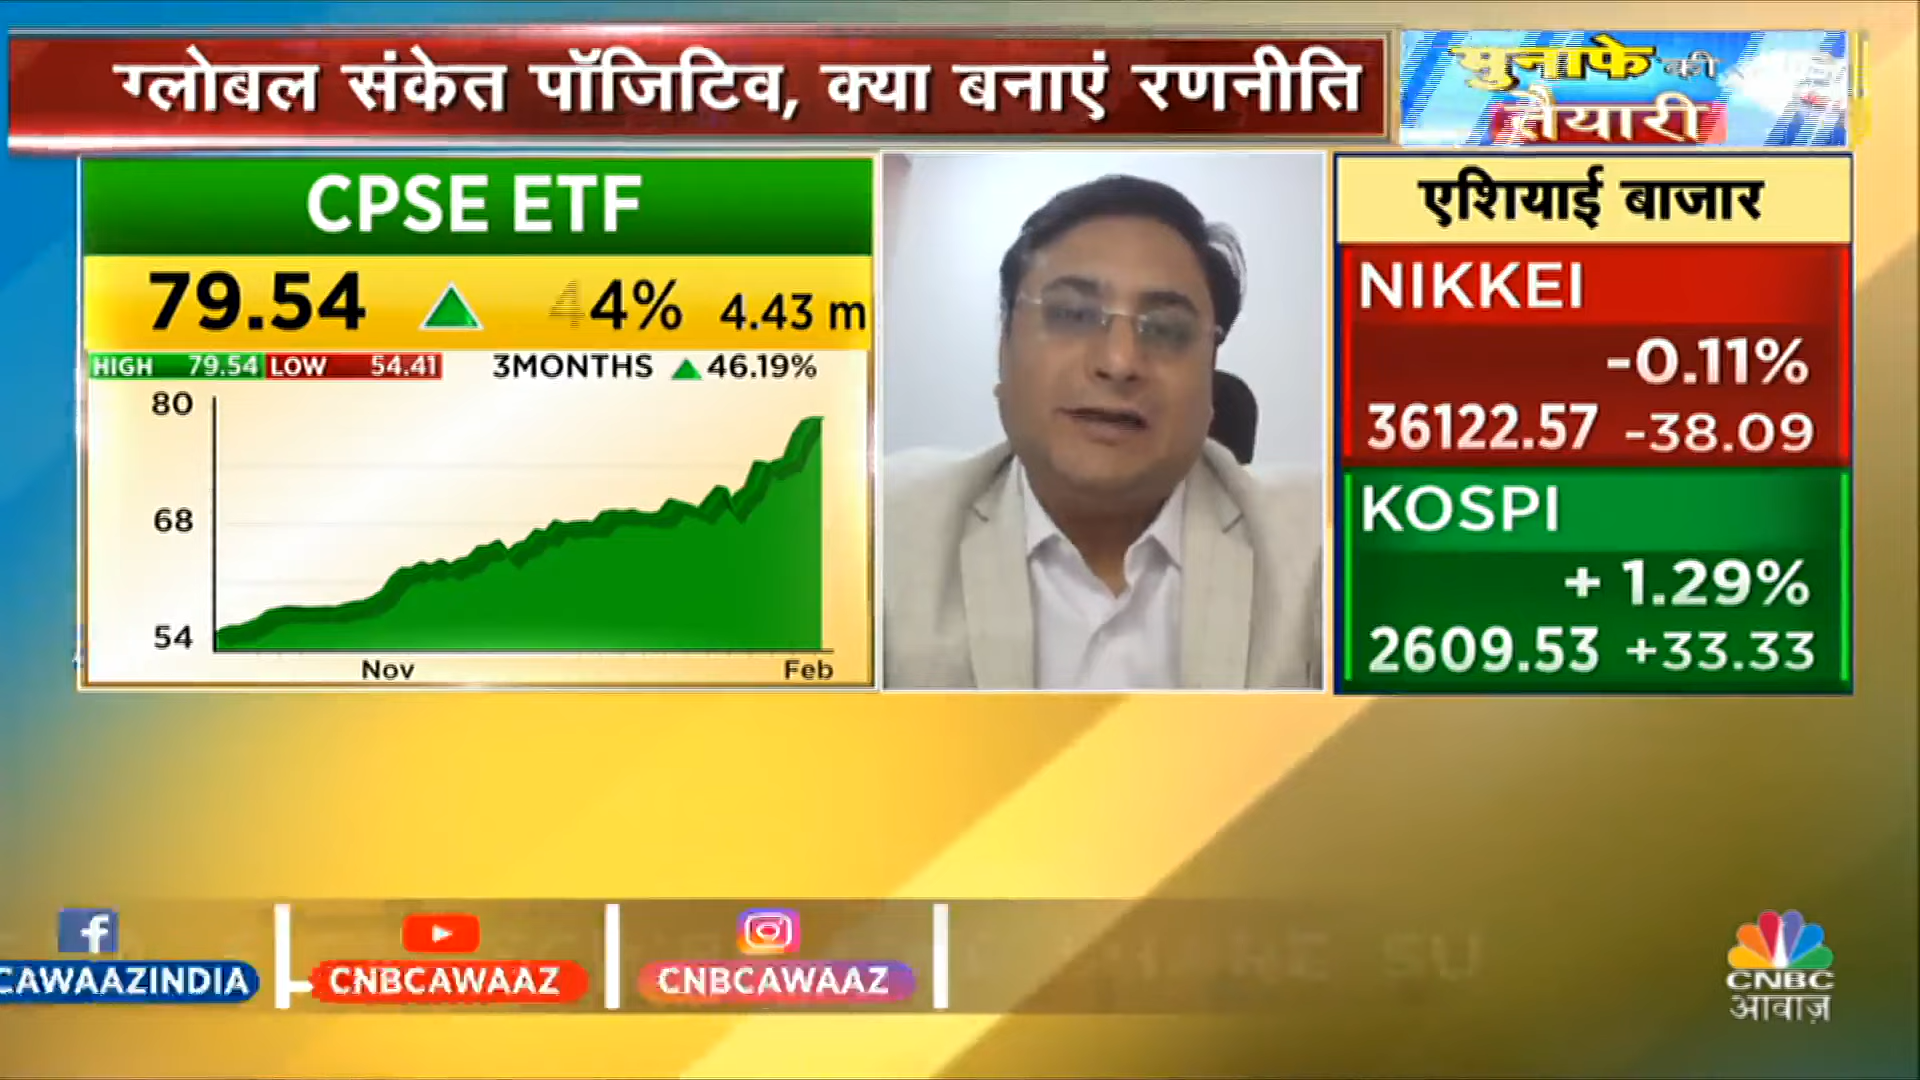 ग्लोबल संकेत पॉजिटिव, क्या बनाएं रणनीति
मुनाफे की
तैयारी
CPSE ETF
79.54 4% 4.43 m
HIGH 79.54 LOW 54.41 3MONTHS 46.19%
80
68
54
Nov Feb
एशियाई बाजार
NIKKEI
-0.11%
36122.57 -38.09
KOSPI
+ 1.29%
2609.53 +33.33
CAWAAZINDIA
CNBCAWAAZ
CNBCAWAAZ
CNBC
आवाज़